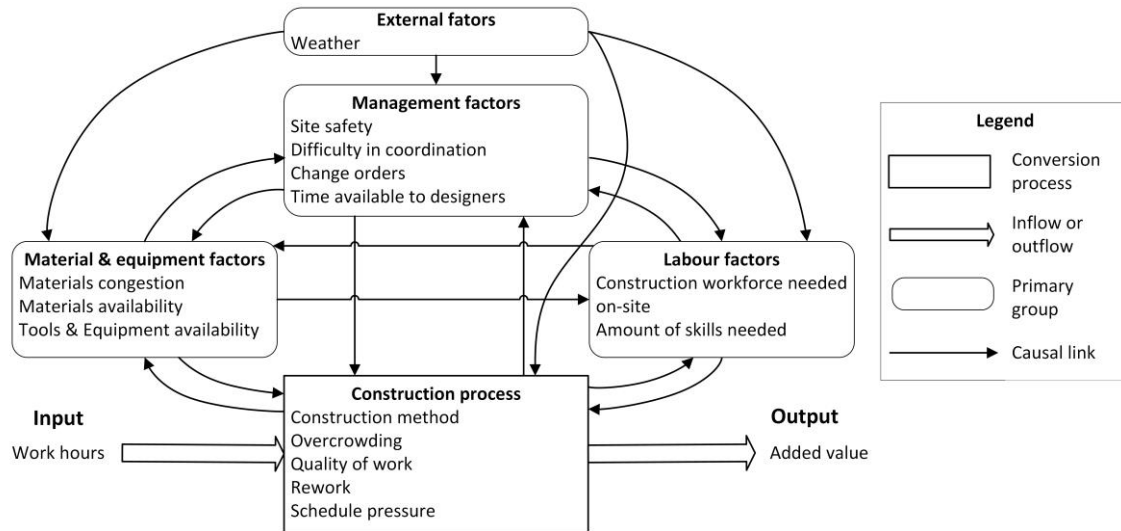 External fators
Weather
Management factors
Site safety
Difficulty in coordination
Change orders
Time available to designers
Material & equipment factors
Materials congestion
Materials availability
Tools & Equipment availability
Labour factors
Construction workforce needed
on-site
Amount of skills needed
Construction process
Construction method
Overcrowding
Quality of work
Rework
Schedule pressure
Input
Work hours
Output
Added value
Legend
Conversion
process
Inflow or
outflow
Primary
group
Causal link